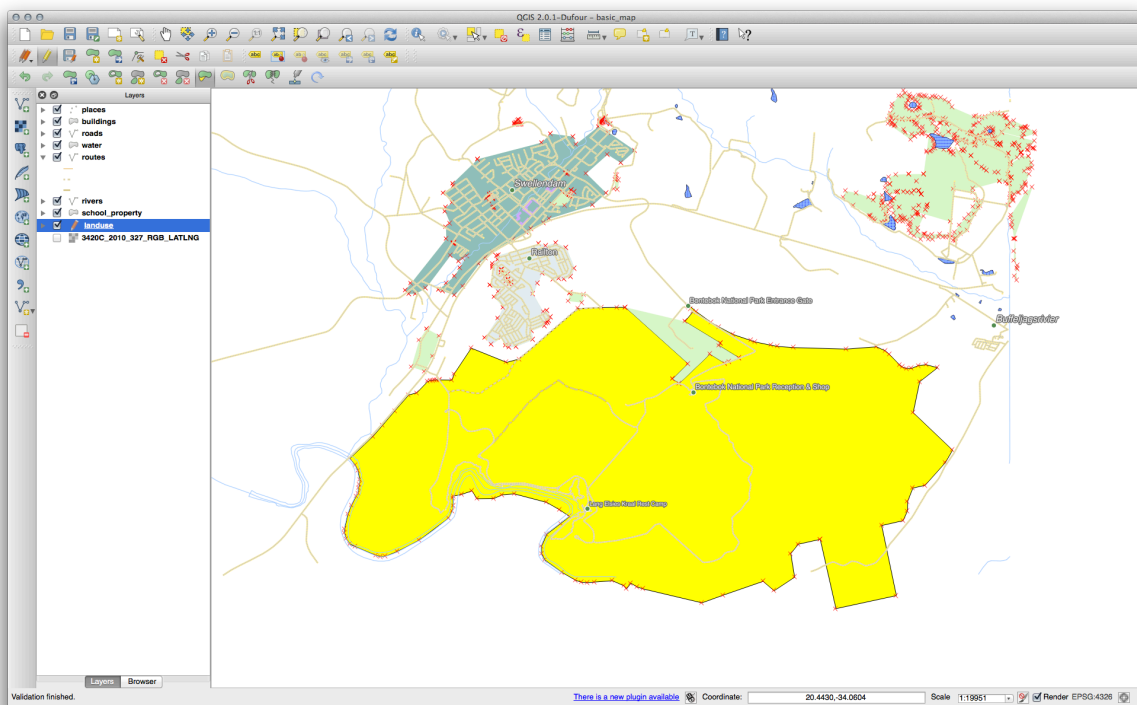 QGIS 2.0.1-Dufour - basic_map
Layers
places
buildings
roads
water
routes
rivers
school_property
landuse
3420C_2010_327_RGB_LATLNG
Swellendam
Railton
Bontebok National Park Entrance Gate
Buffeljagsrivier
Bontebok National Park Reception & Shop
Lang Elsies Kraal Rest Camp
Layers Browser
Validation finished. There is a new plugin available Coordinate: 20.4430,-34.0604 Scale 1:19951 Render EPSG:4326